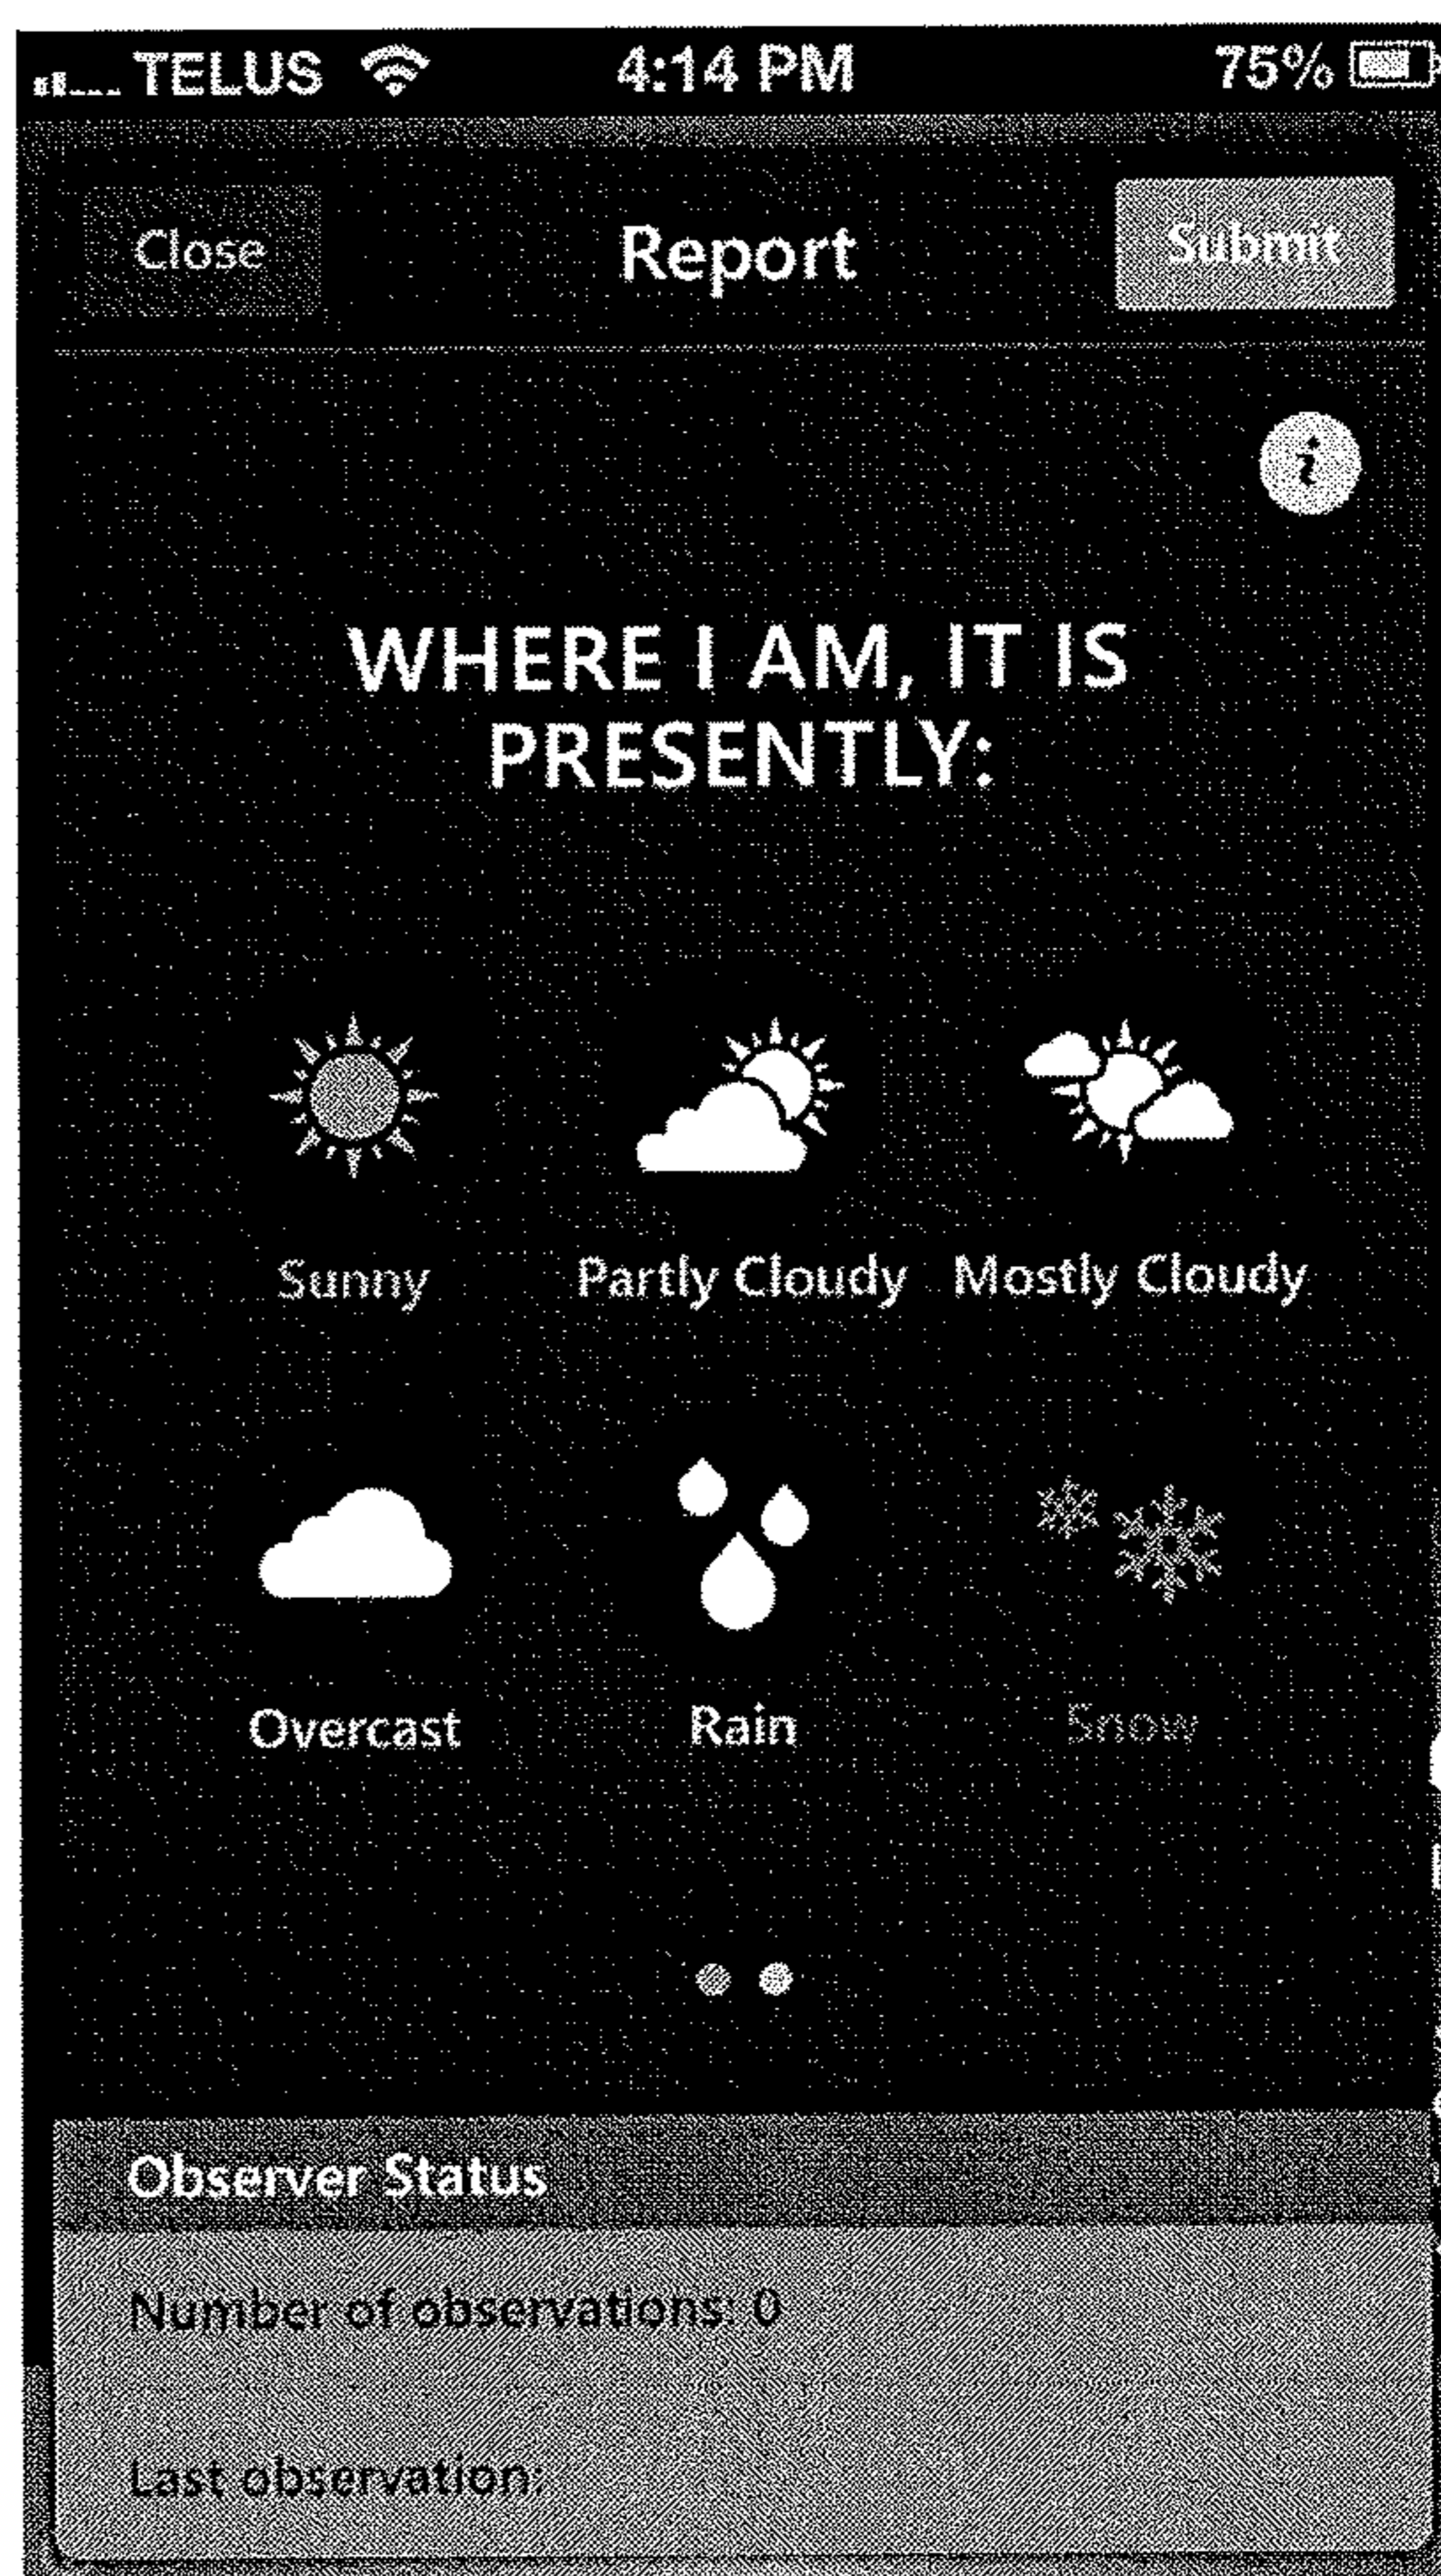 TELUS 4:14 PM 75%
Close Report Submit
i
WHERE I AM, IT IS
PRESENTLY:
Sunny Partly Cloudy Mostly Cloudy
Overcast Rain Snow
Observer Status
Number of observations: 0
Last observation: